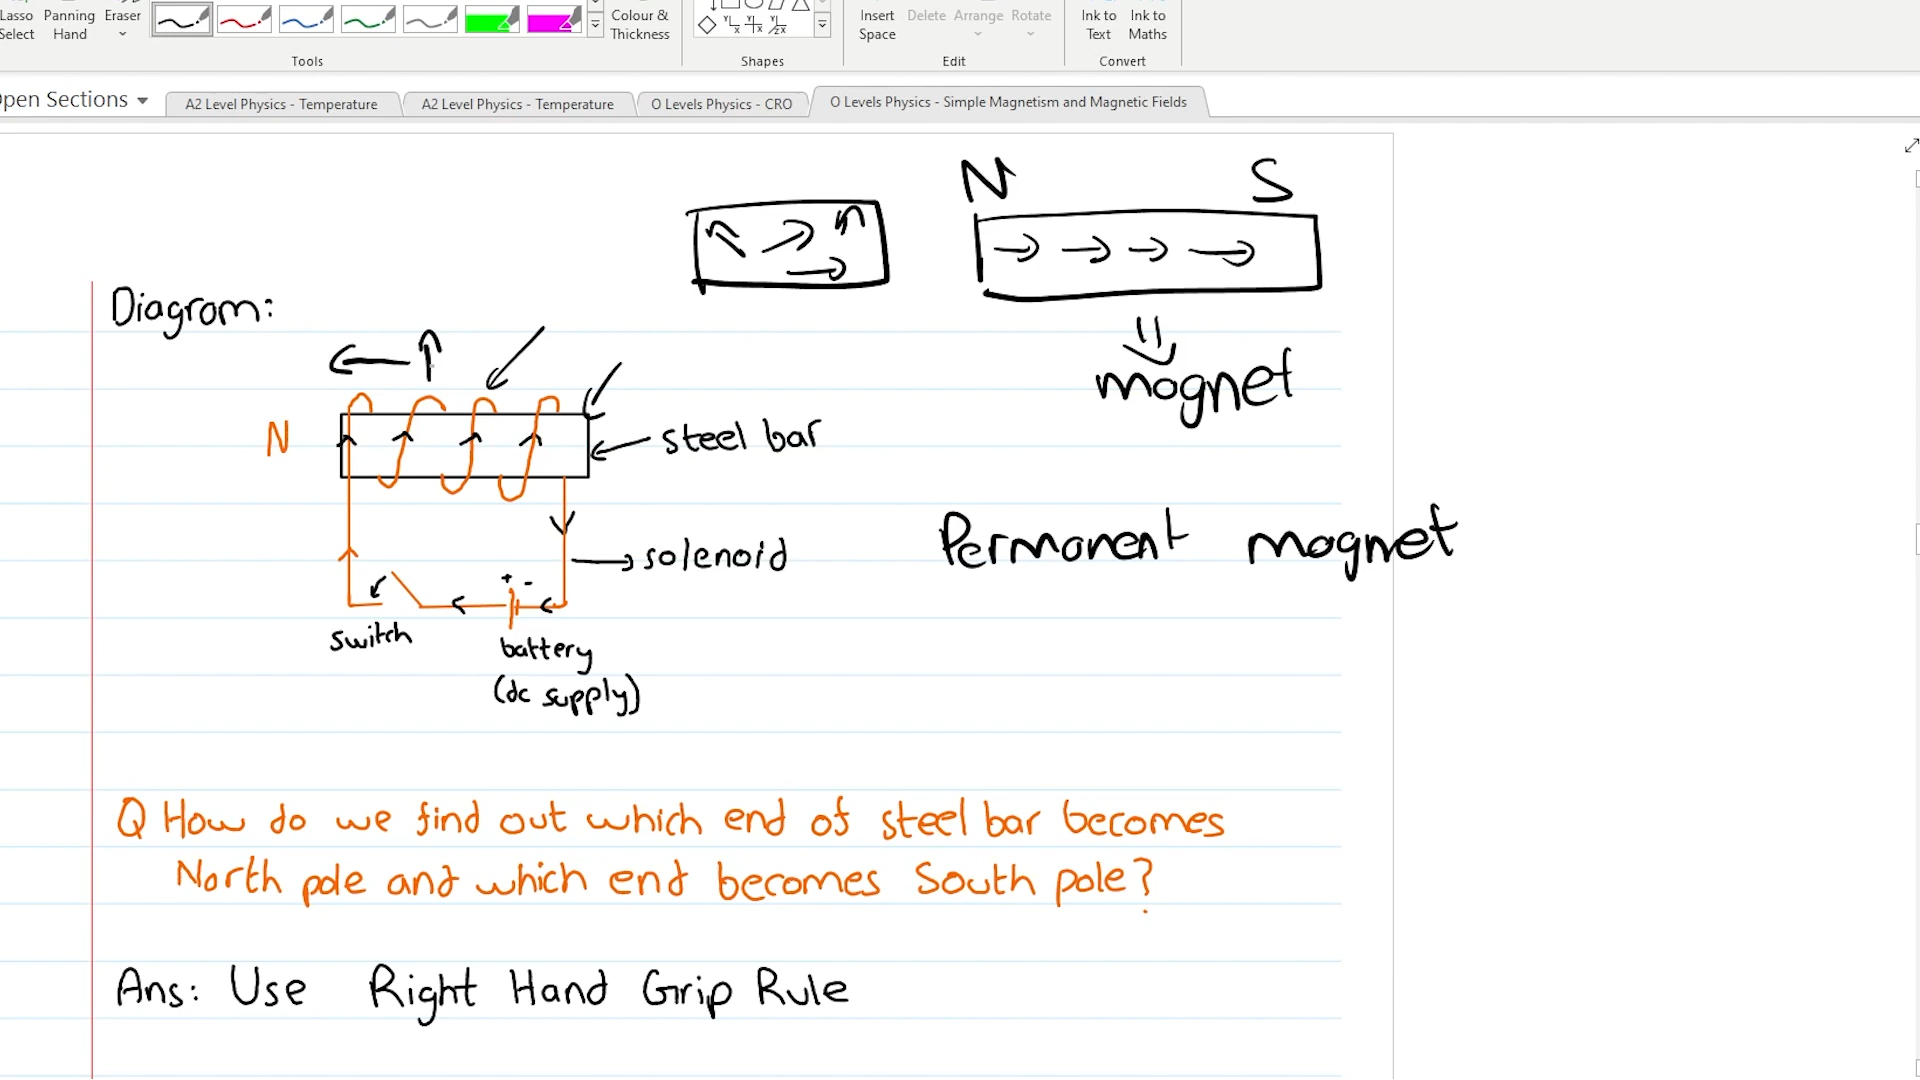 Lasso
Select
Panning
Hand
Eraser
Colour &
Thickness
Insert
Space
Delete
Arrange
Rotate
Ink to
Text
Ink to
Maths
Tools
Shapes
Edit
Convert
Open Sections
A2 Level Physics - Temperature
A2 Level Physics - Temperature
O Levels Physics - CRO
O Levels Physics - Simple Magnetism and Magnetic Fields
N S
Diagram:
magnet
N
steel bar
Permanent magnet
solenoid
+ -
switch
battery
(dc supply)
Q How do we find out which end of steel bar becomes
North pole and which end becomes South pole?
Ans: Use Right Hand Grip Rule